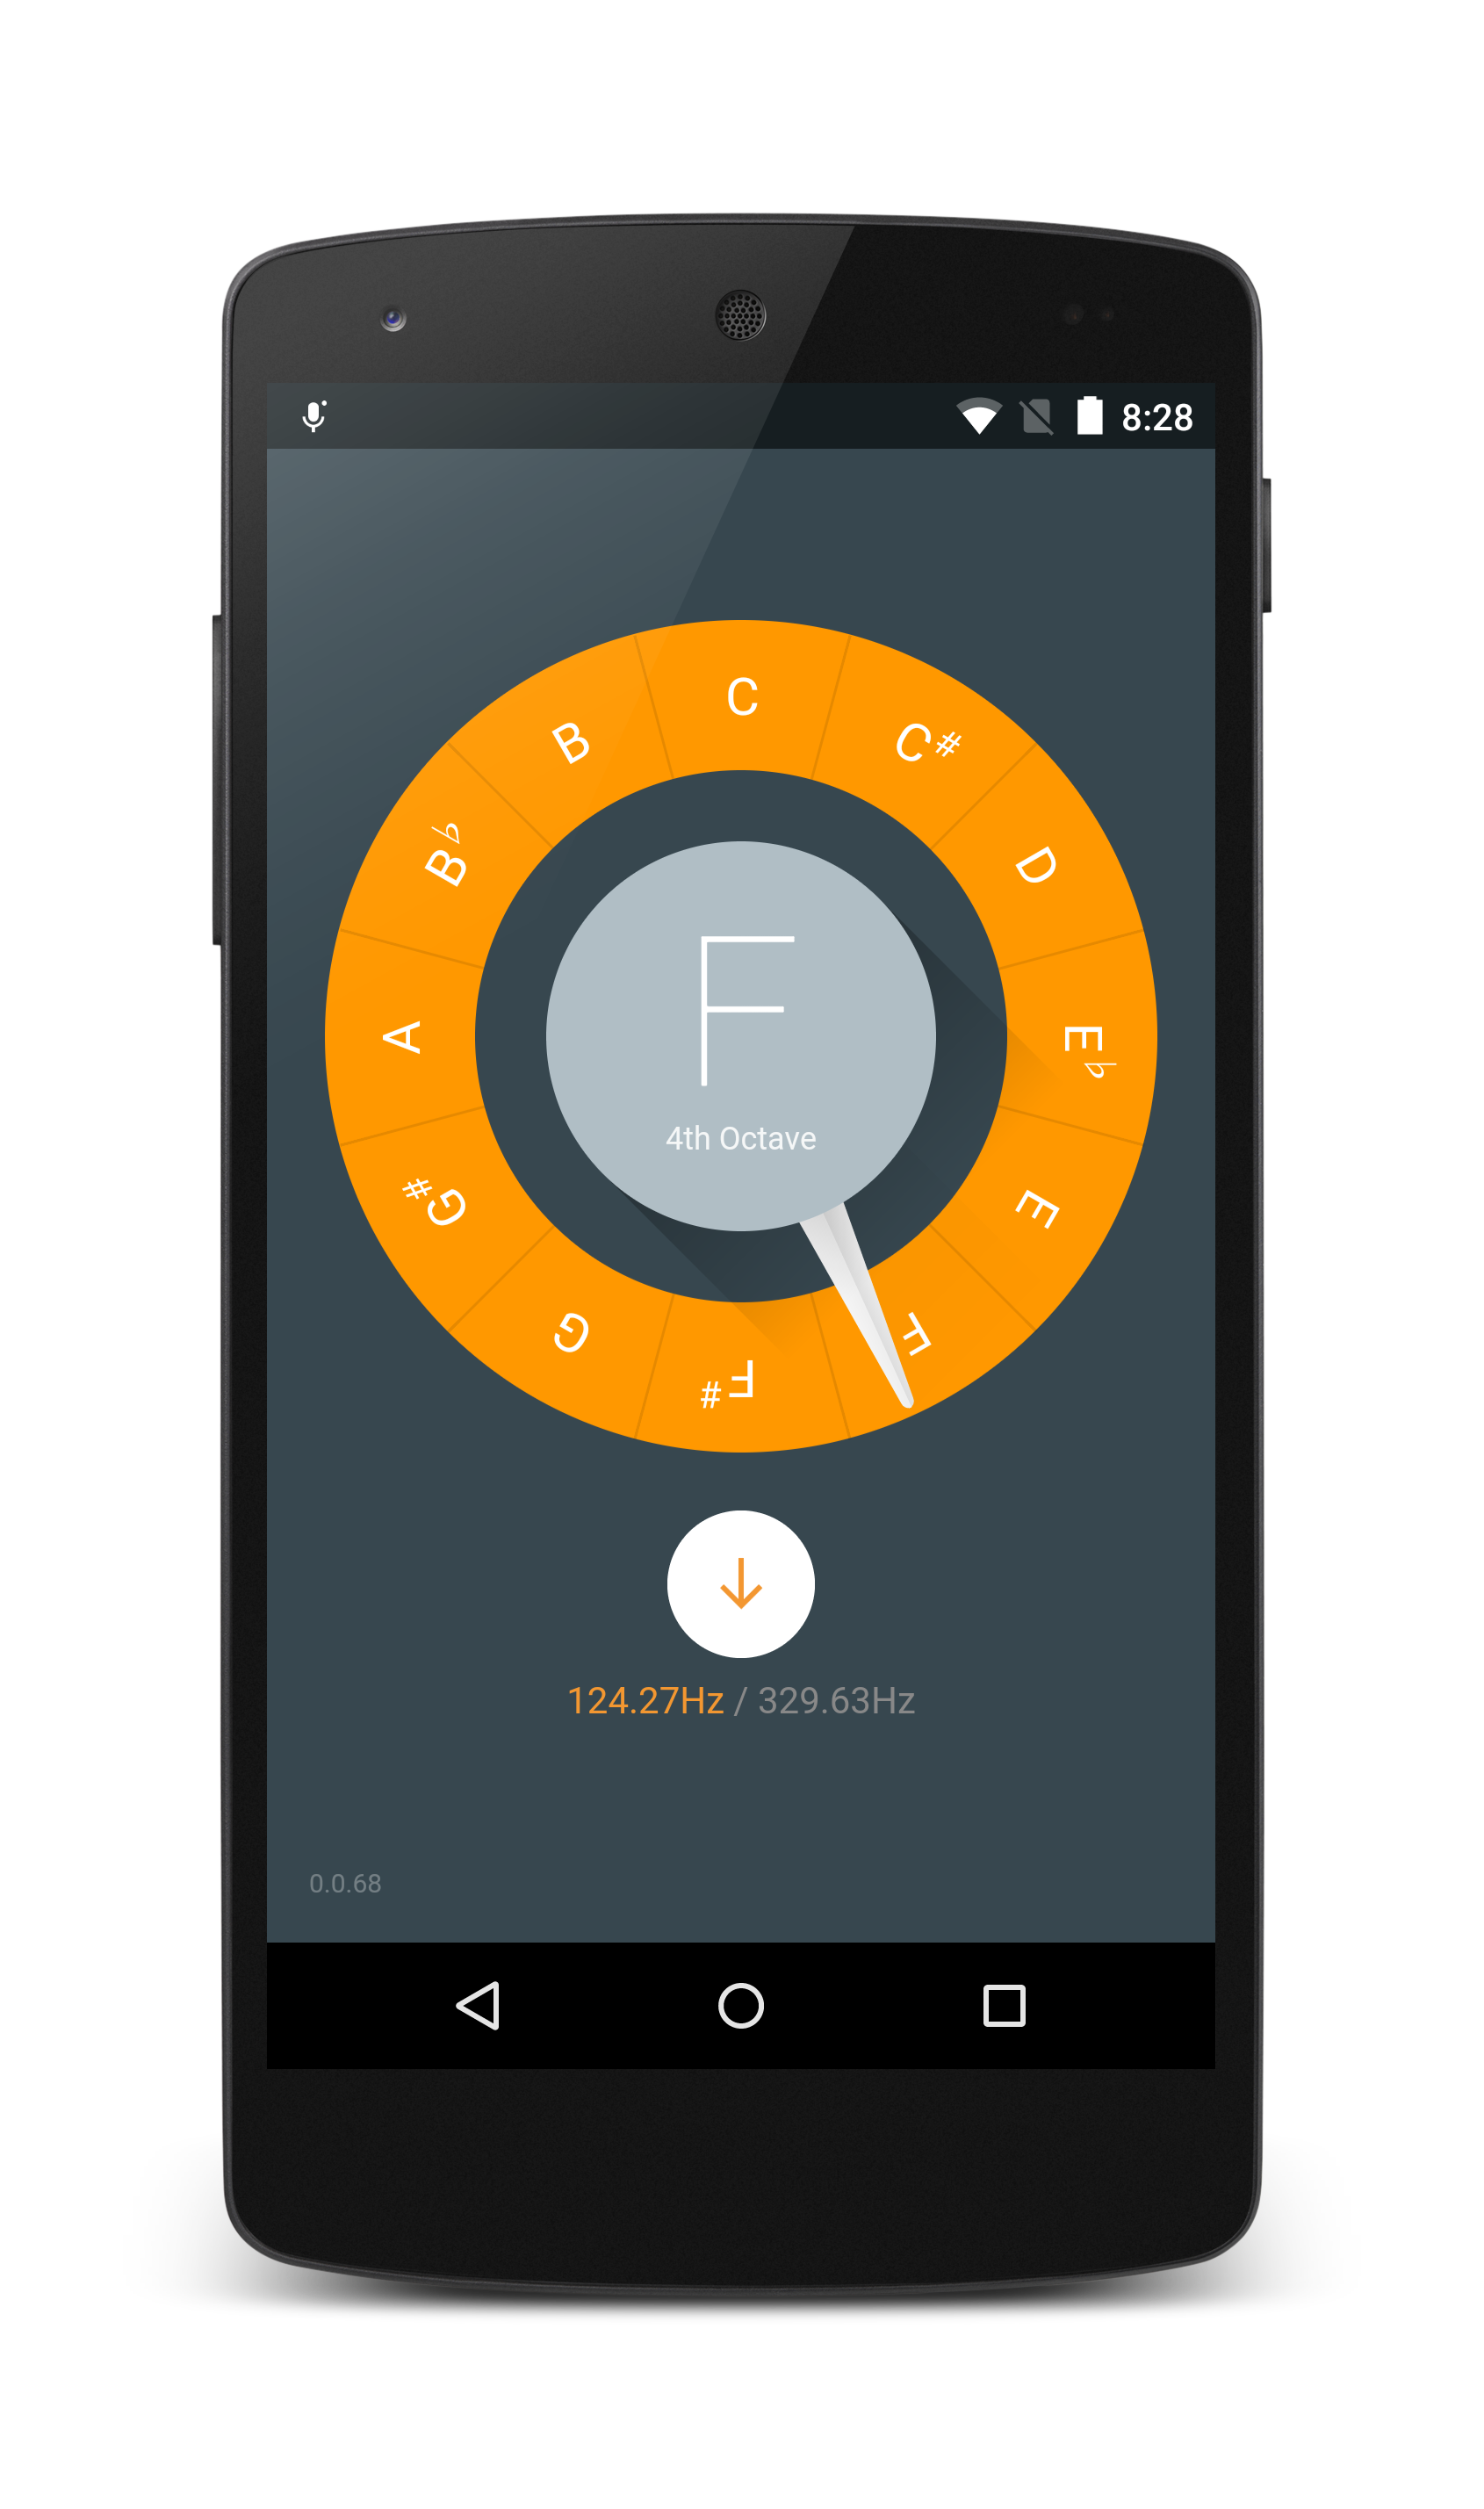 8:28
C
C#
D
E♭
E
F
F#
G
G#
A
B♭
B
F
4th Octave
124.27Hz / 329.63Hz
0.0.68